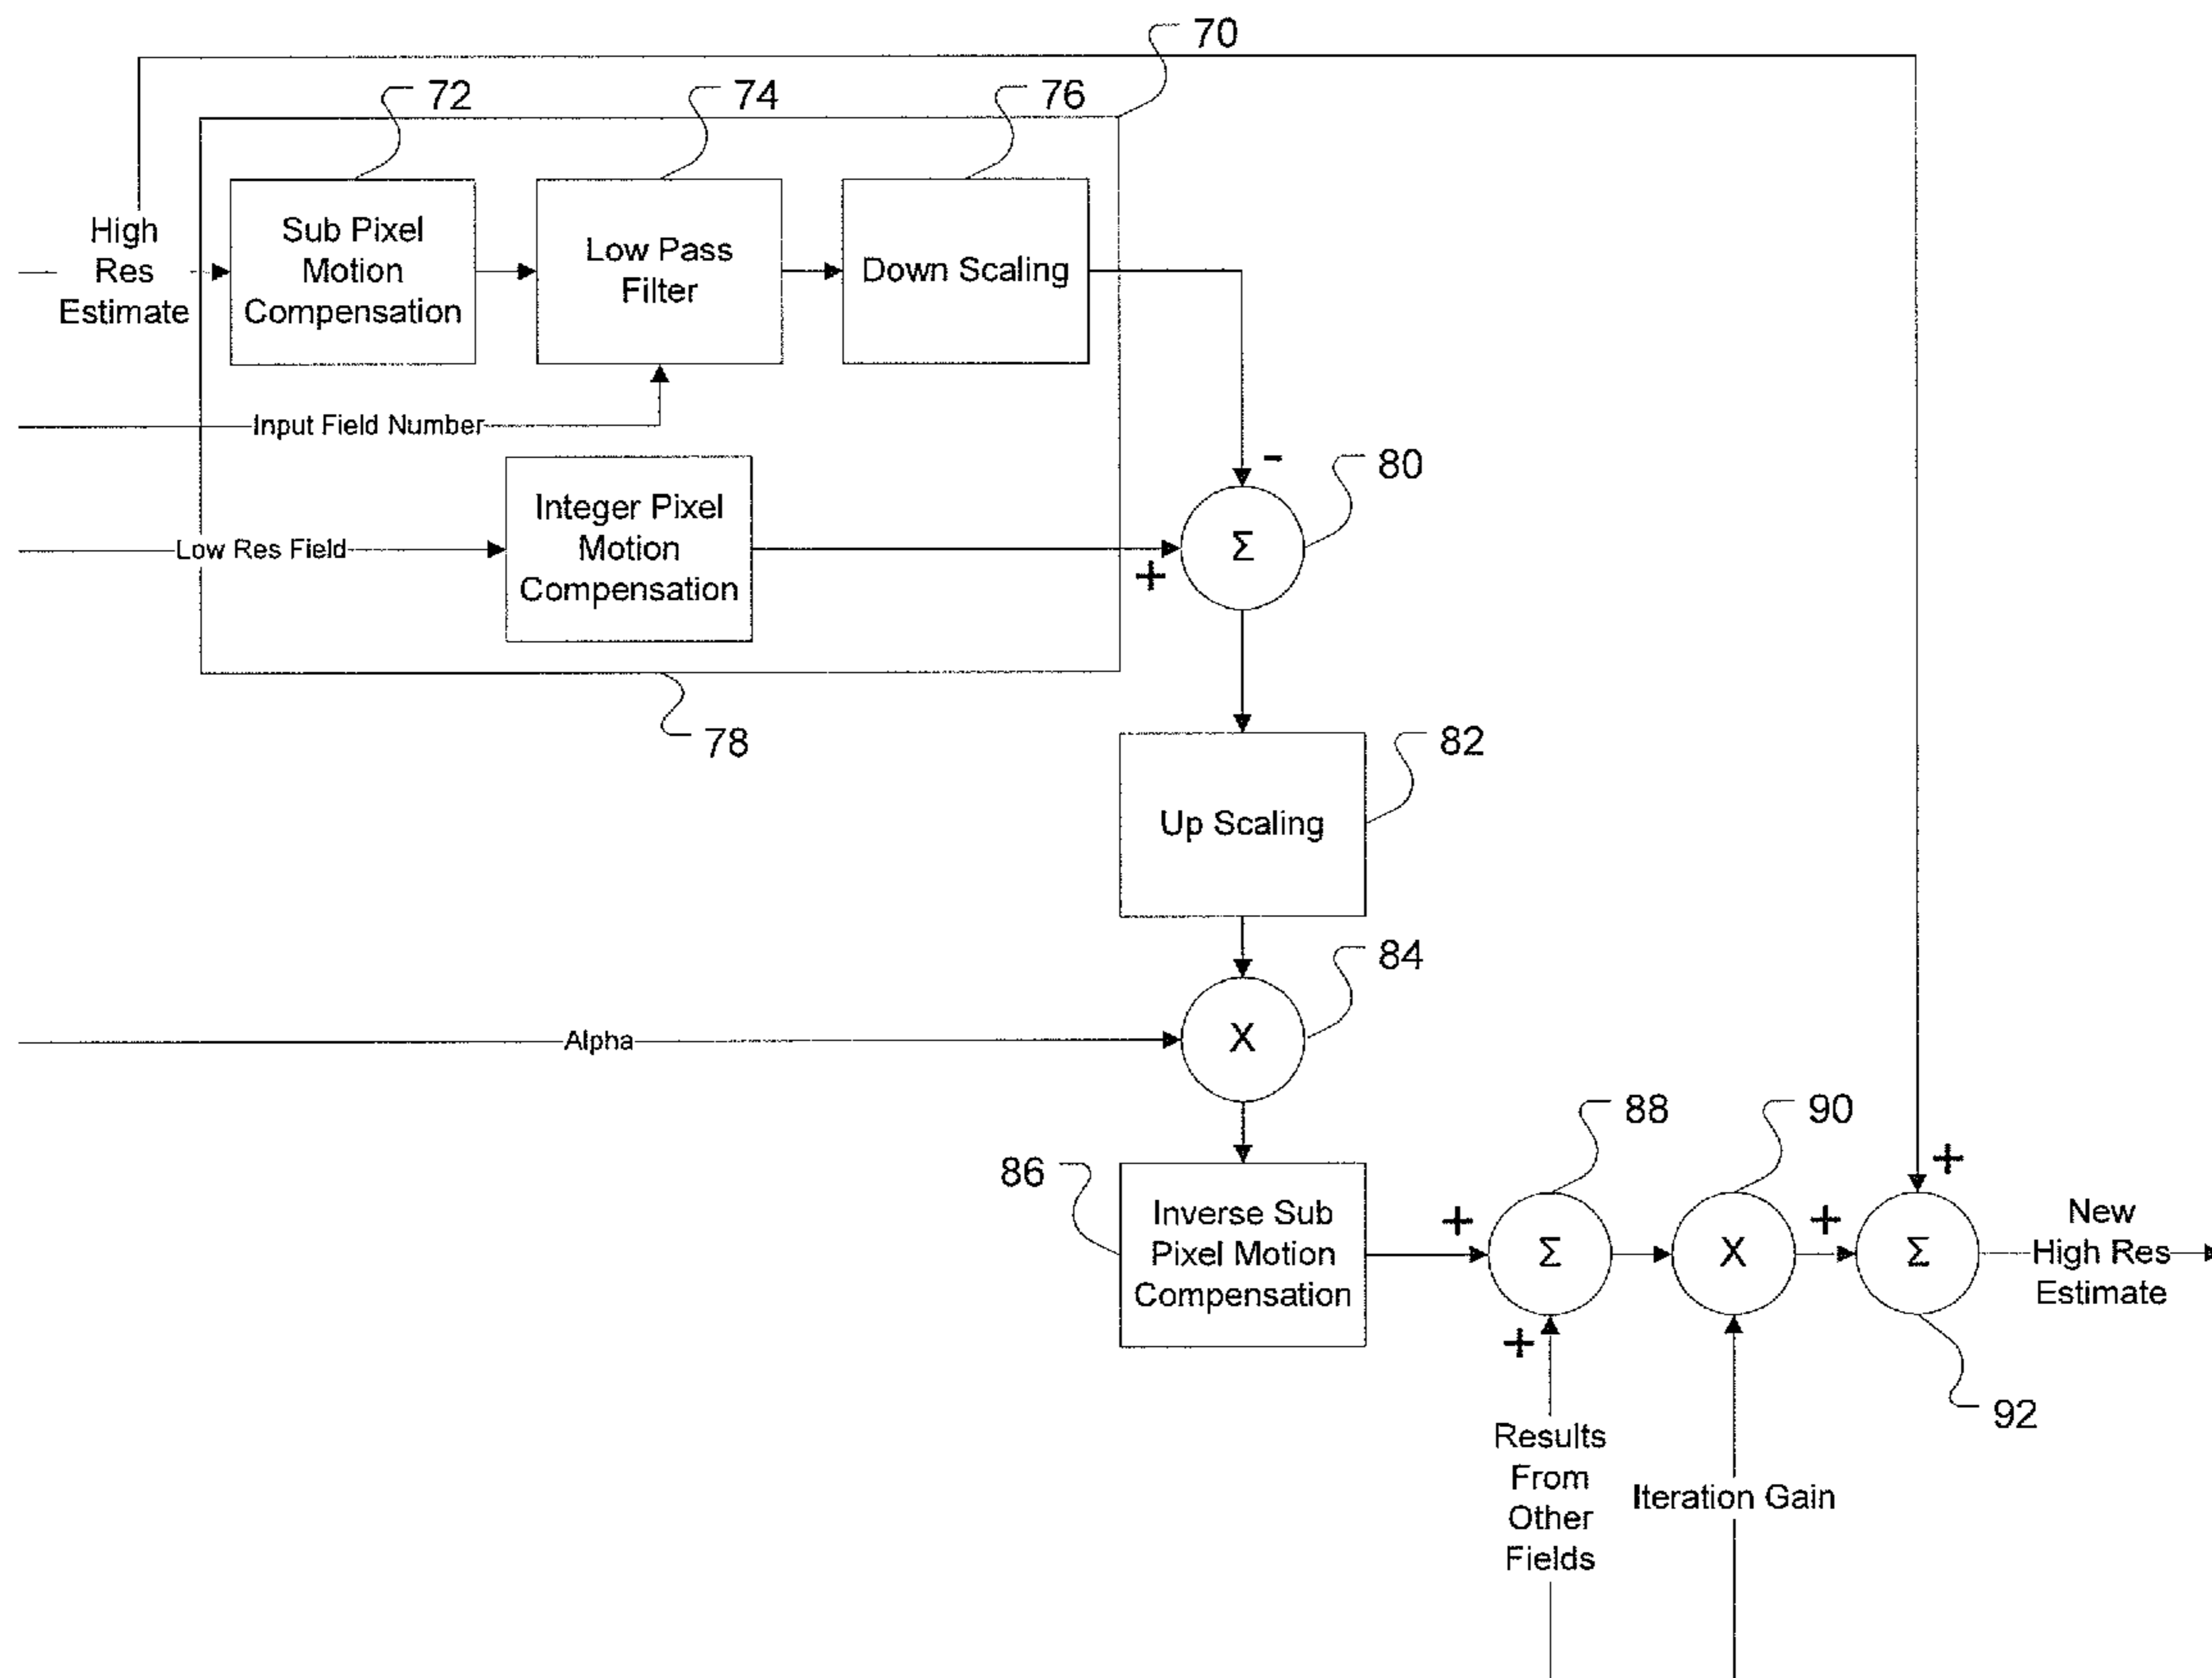 70
72
74
76
High
Res
Estimate
Sub Pixel
Motion
Compensation
Low Pass
Filter
Down Scaling
Input Field Number
-
80
Low Res Field
Integer Pixel
Motion
Compensation
+
Σ
78
82
Up Scaling
84
Alpha
X
86
88
90
+
Inverse Sub
Pixel Motion
Compensation
+
Σ
X
+
Σ
New
High Res
Estimate
+
92
Results
From
Other
Fields
Iteration Gain